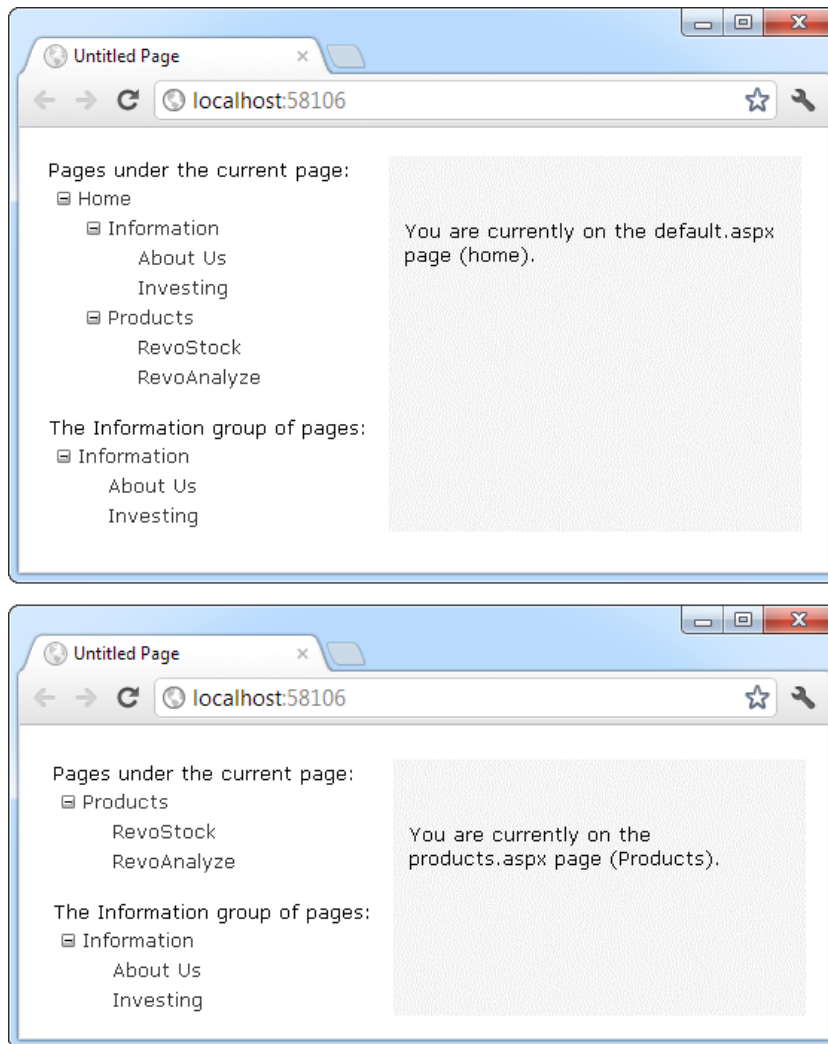 Untitled Page
localhost:58106
Pages under the current page:
Home
Information
About Us
Investing
Products
RevoStock
RevoAnalyze
The Information group of pages:
Information
About Us
Investing
You are currently on the default.aspx
page (home).
Untitled Page
localhost:58106
Pages under the current page:
Products
RevoStock
RevoAnalyze
The Information group of pages:
Information
About Us
Investing
You are currently on the
products.aspx page (Products).